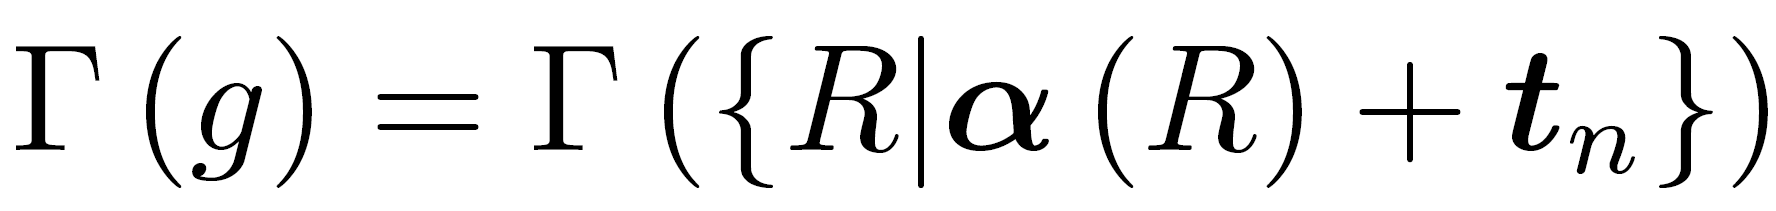 Γ (g) = Γ ({R|α (R) + tₙ})